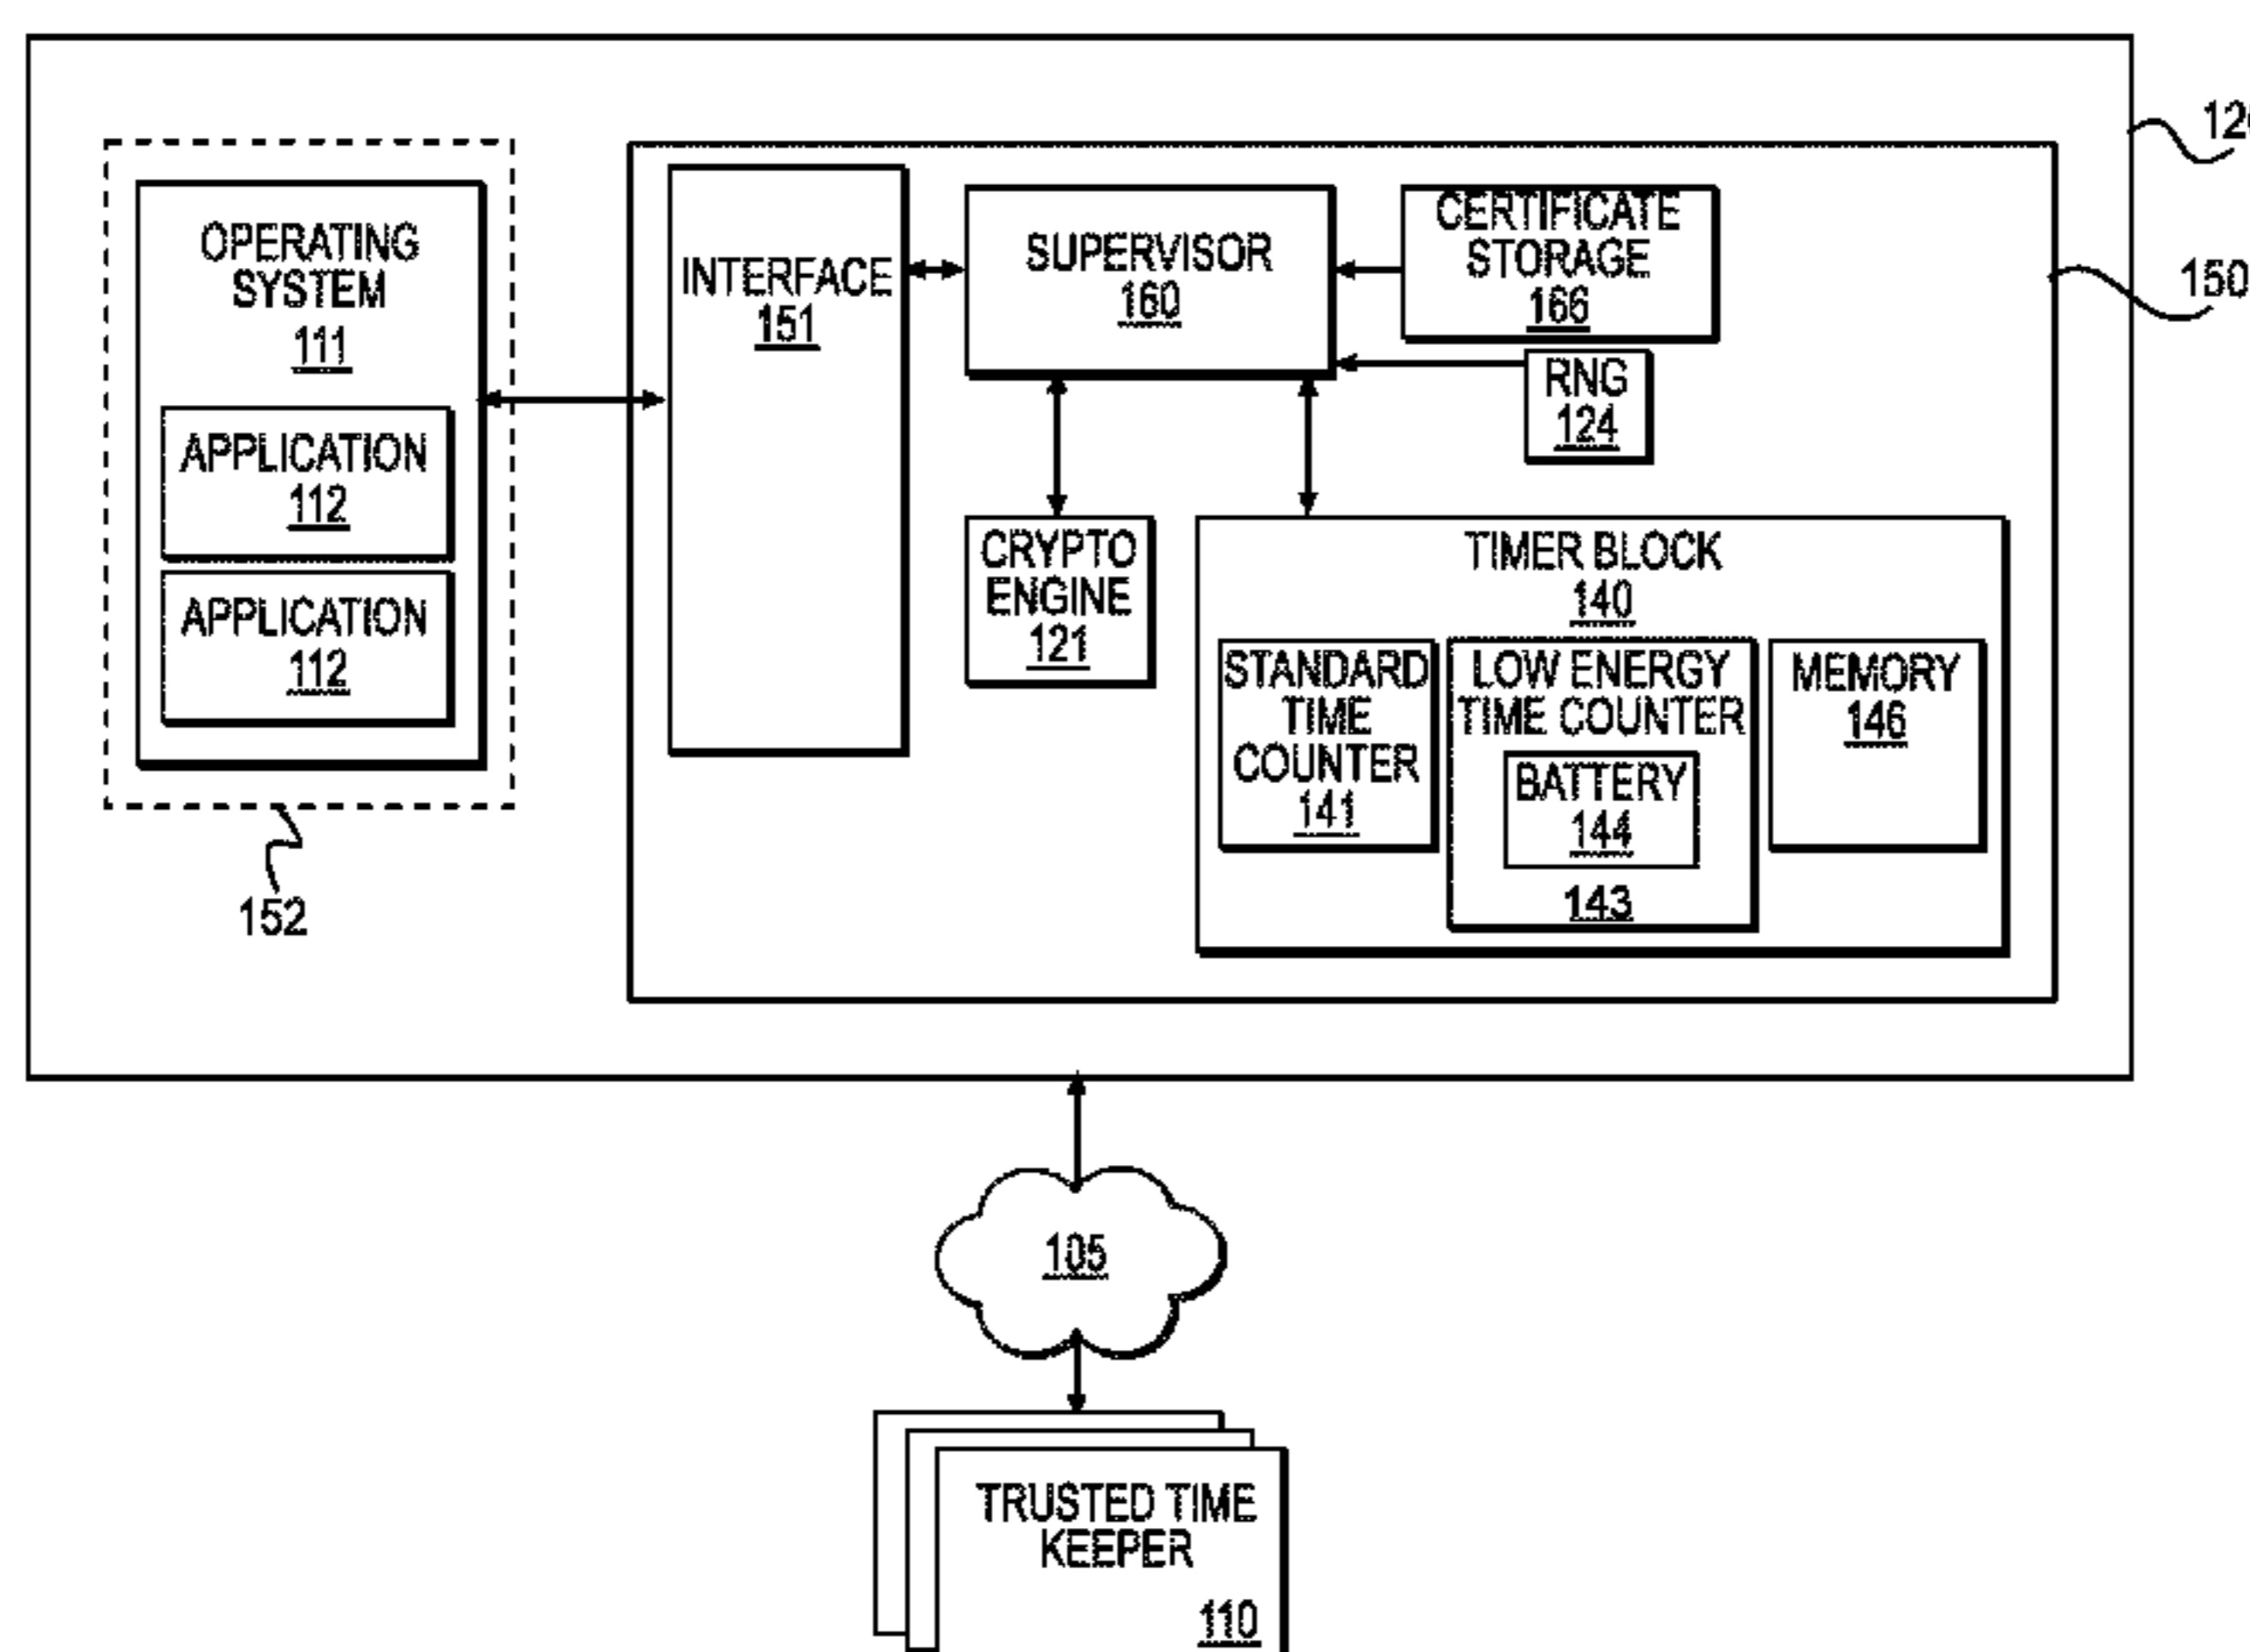 OPERATING
SYSTEM
111
APPLICATION
112
APPLICATION
112
152
INTERFACE
151
SUPERVISOR
160
CERTIFICATE
STORAGE
166
RNG
124
CRYPTO
ENGINE
121
TIMER BLOCK
140
STANDARD
TIME
COUNTER
141
LOW ENERGY
TIME COUNTER
BATTERY
144
143
MEMORY
146
150
105
TRUSTED TIME
KEEPER
110